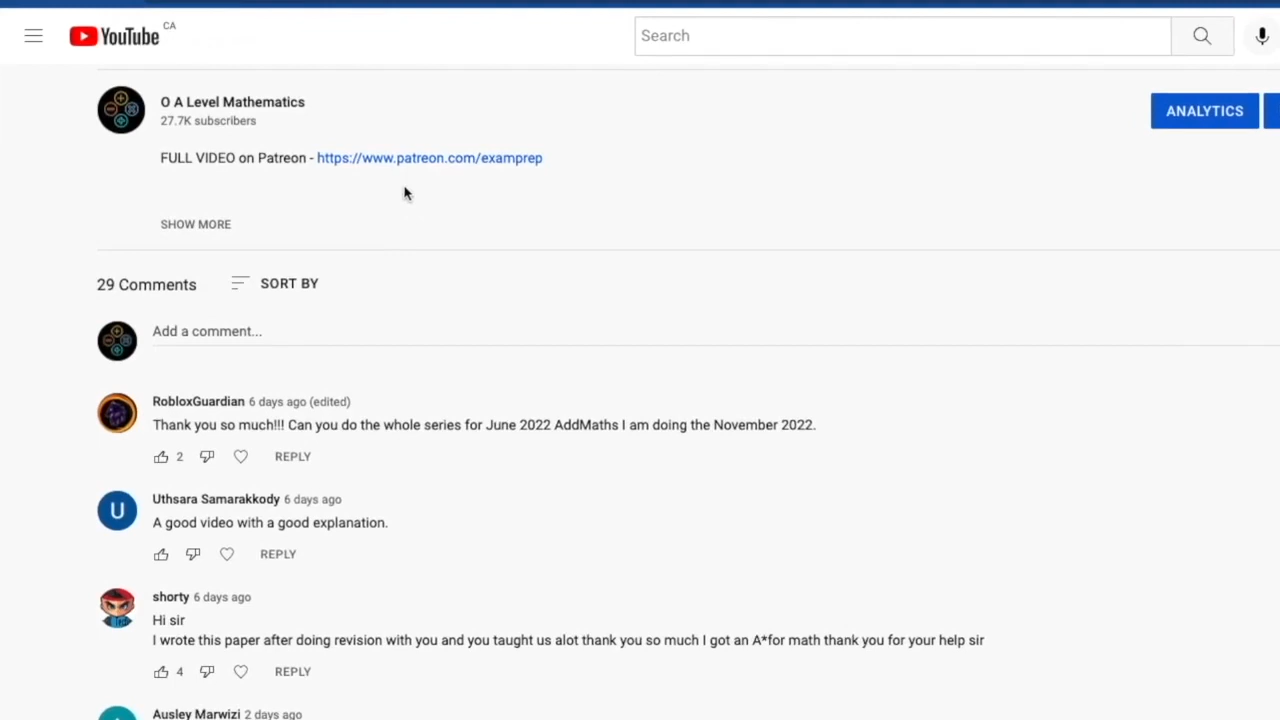 YouTube CA
Search
O A Level Mathematics
27.7K subscribers
ANALYTICS
FULL VIDEO on Patreon - https://www.patreon.com/examprep
SHOW MORE
29 Comments
SORT BY
Add a comment...
RobloxGuardian 6 days ago (edited)
Thank you so much!!! Can you do the whole series for June 2022 AddMaths I am doing the November 2022.
2
REPLY
U
Uthsara Samarakkody 6 days ago
A good video with a good explanation.
REPLY
shorty 6 days ago
Hi sir
I wrote this paper after doing revision with you and you taught us alot thank you so much I got an A*for math thank you for your help sir
4
REPLY
Ausley Marwizi 2 days ago